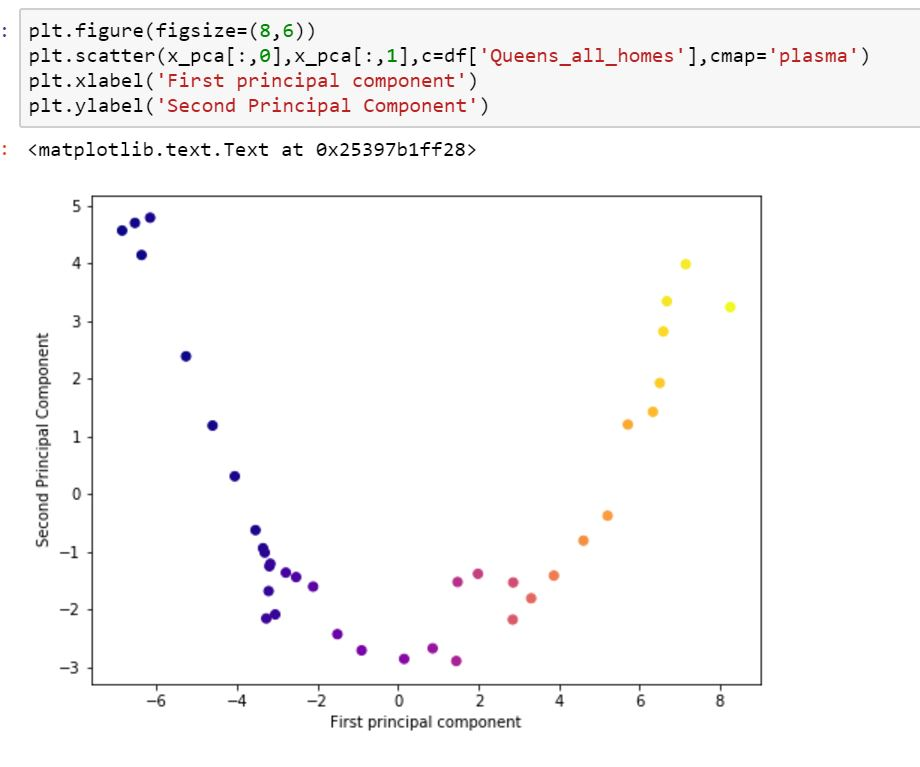 : plt.figure(figsize=(8,6))
plt.scatter(x_pca[:,0],x_pca[:,1],c=df['Queens_all_homes'],cmap='plasma')
plt.xlabel('First principal component')
plt.ylabel('Second Principal Component')
: <matplotlib.text.Text at 0x25397b1ff28>
Second Principal Component
5
4
3
2
1
0
−1
−2
−3
−6 −4 −2 0 2 4 6 8
First principal component